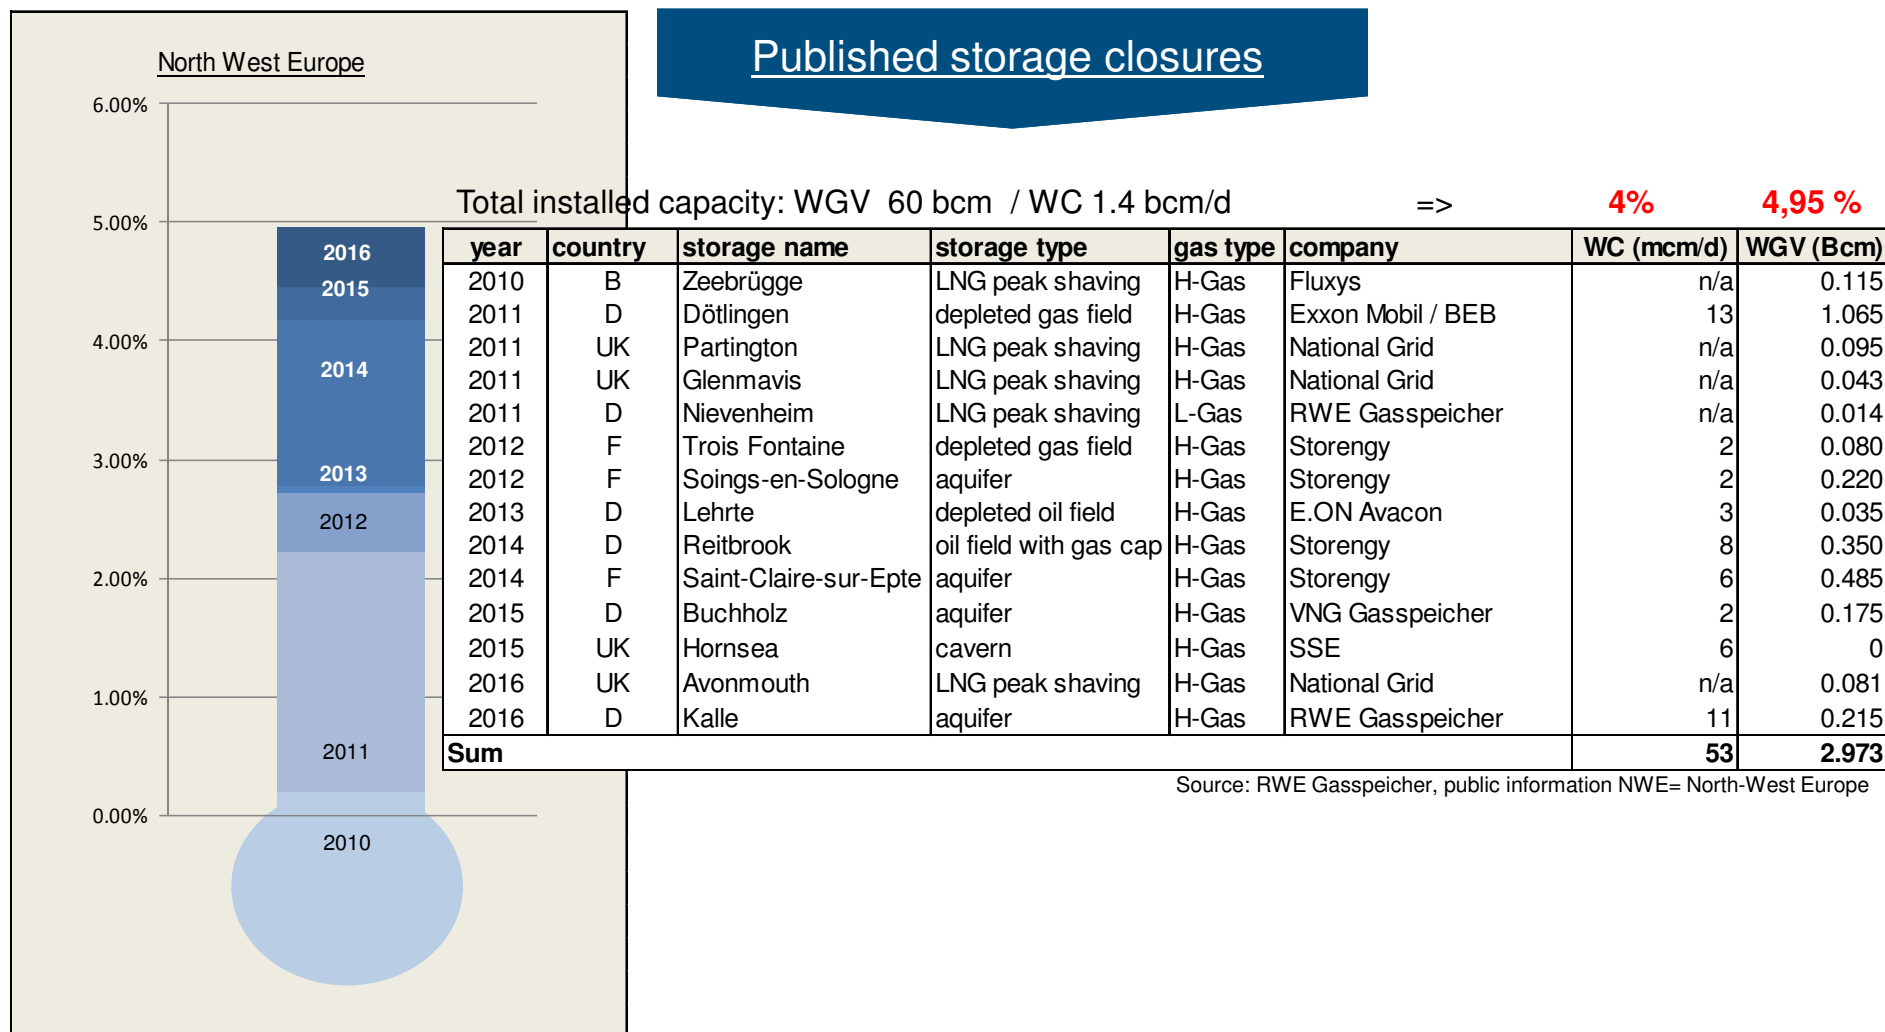 North West Europe
6.00%
5.00%
4.00%
3.00%
2.00%
1.00%
0.00%
2016
2015
2014
2013
2012
2011
2010
Published storage closures
Total installed capacity: WGV 60 bcm / WC 1.4 bcm/d => 4% 4,95 %
year country storage name storage type gas type company WC (mcm/d) WGV (Bcm)
2010 B Zeebrügge LNG peak shaving H-Gas Fluxys n/a 0.115
2011 D Dötlingen depleted gas field H-Gas Exxon Mobil / BEB 13 1.065
2011 UK Partington LNG peak shaving H-Gas National Grid n/a 0.095
2011 UK Glenmavis LNG peak shaving H-Gas National Grid n/a 0.043
2011 D Nievenheim LNG peak shaving L-Gas RWE Gasspeicher n/a 0.014
2012 F Trois Fontaine depleted gas field H-Gas Storengy 2 0.080
2012 F Soings-en-Sologne aquifer H-Gas Storengy 2 0.220
2013 D Lehrte depleted oil field H-Gas E.ON Avacon 3 0.035
2014 D Reitbrook oil field with gas cap H-Gas Storengy 8 0.350
2014 F Saint-Claire-sur-Epte aquifer H-Gas Storengy 6 0.485
2015 D Buchholz aquifer H-Gas VNG Gasspeicher 2 0.175
2015 UK Hornsea cavern H-Gas SSE 6 0
2016 UK Avonmouth LNG peak shaving H-Gas National Grid n/a 0.081
2016 D Kalle aquifer H-Gas RWE Gasspeicher 11 0.215
Sum 53 2.973
Source: RWE Gasspeicher, public information NWE= North-West Europe